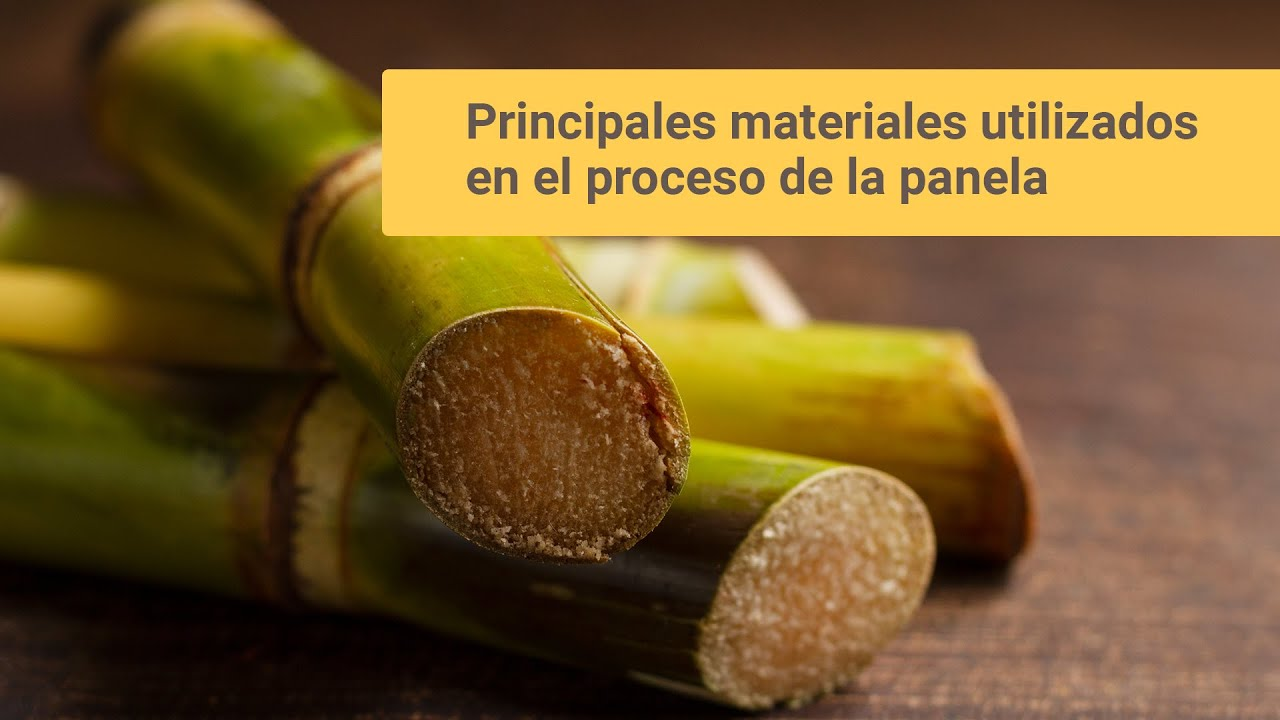 Principales materiales utilizados
en el proceso de la panela